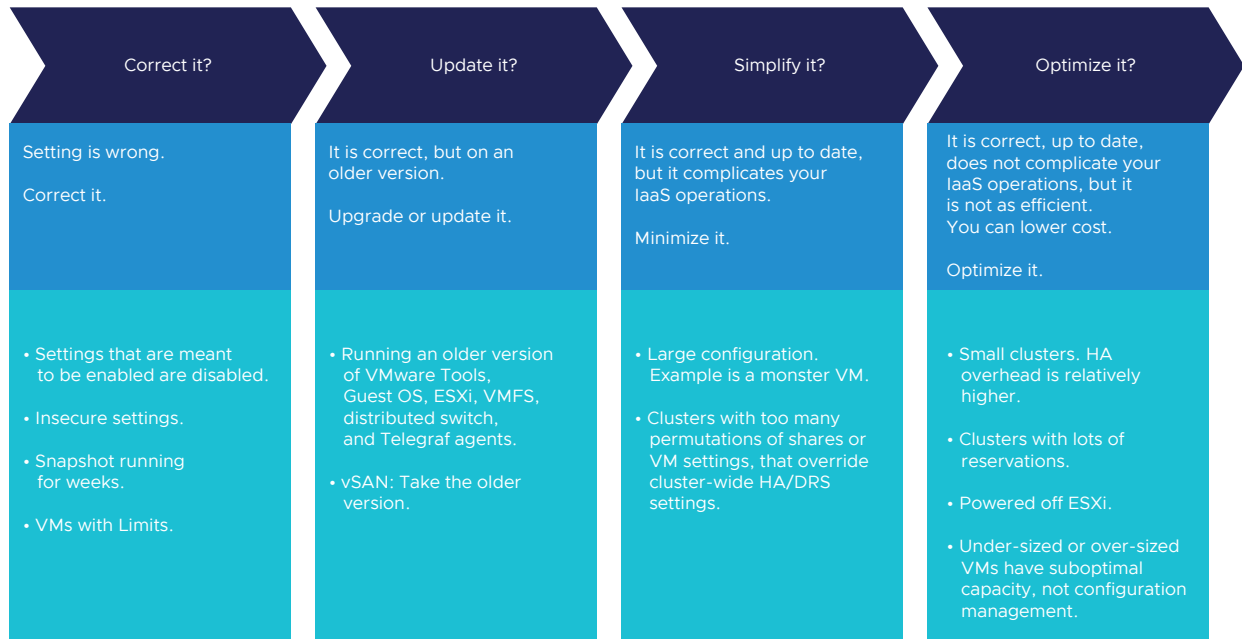 Correct it?
Update it?
Simplify it?
Optimize it?
Setting is wrong.
Correct it.
It is correct, but on an
older version.
Upgrade or update it.
It is correct and up to date,
but it complicates your
IaaS operations.
Minimize it.
It is correct, up to date,
does not complicate your
IaaS operations, but it
is not as efficient.
You can lower cost.
Optimize it.
• Settings that are meant
to be enabled are disabled.
• Insecure settings.
• Snapshot running
for weeks.
• VMs with Limits.
• Running an older version
of VMware Tools,
Guest OS, ESXi, VMFS,
distributed switch,
and Telegraf agents.
• vSAN: Take the older
version.
• Large configuration.
Example is a monster VM.
• Clusters with too many
permutations of shares or
VM settings, that override
cluster-wide HA/DRS
settings.
• Small clusters. HA
overhead is relatively
higher.
• Clusters with lots of
reservations.
• Powered off ESXi.
• Under-sized or over-sized
VMs have suboptimal
capacity, not configuration
management.